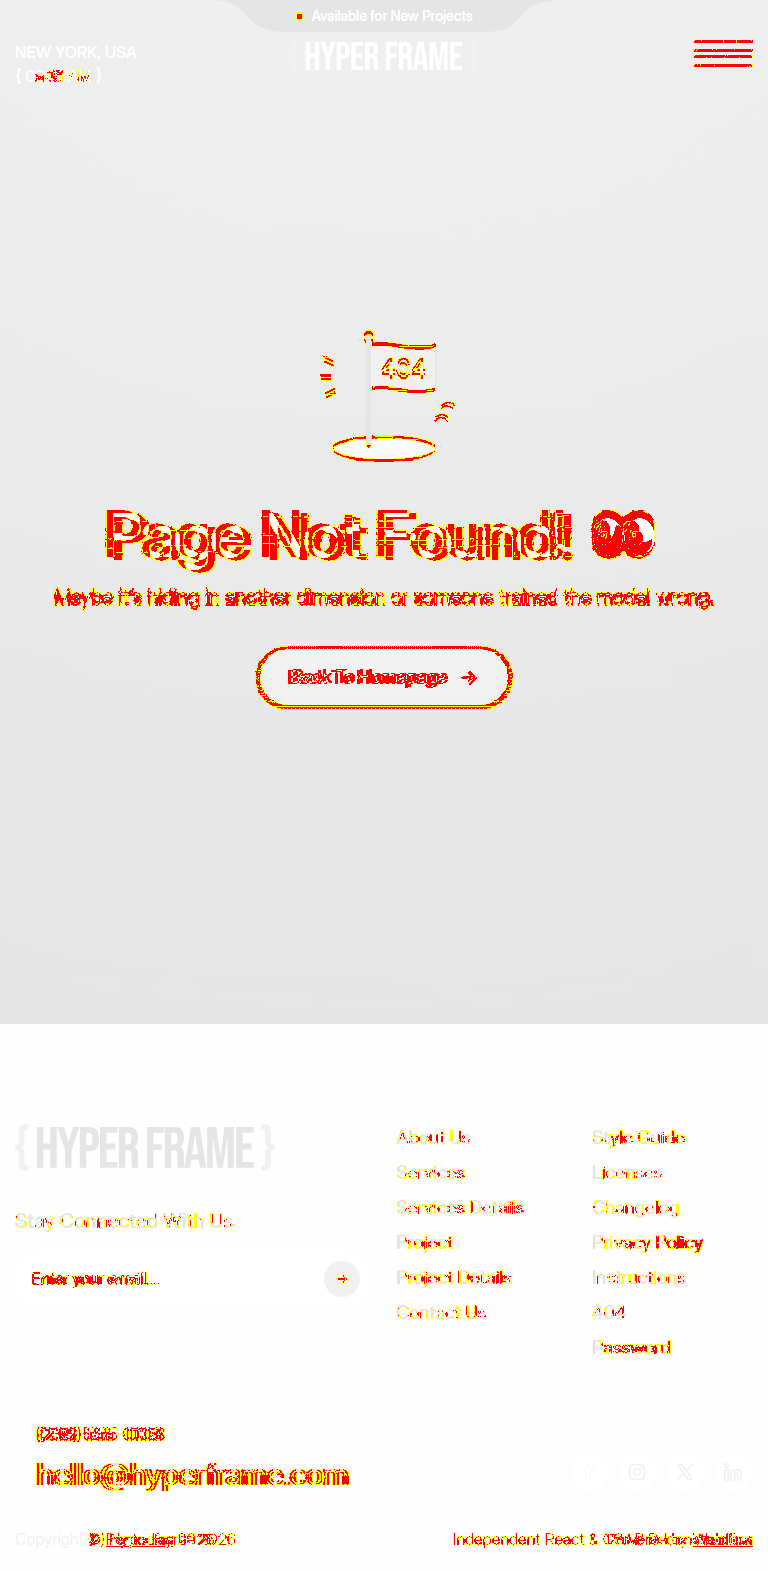 Available for New Projects
NEW YORK, USA
HYPER FRAME
404
Page Not Found! 👀
Maybe it's hiding in another dimension or someone trained the model wrong.
Back To Homepage →
{ HYPER FRAME }
Stay Connected With Us
Enter your email...
About Us
Services
Services Details
Project
Project Details
Contact Us
Style Guide
Licenses
Changelog
Privacy Policy
Instructions
404
Password
hello@hyperframe.com
Copyright
Independent React &